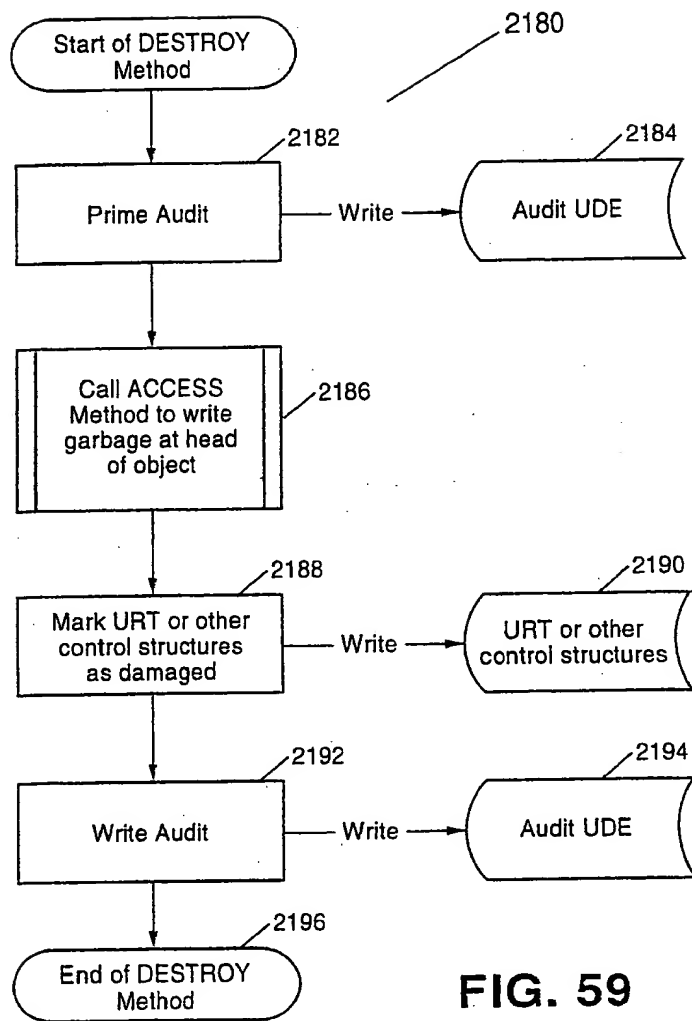 2180
Start of DESTROY
Method
2182
2184
Prime Audit
Write
Audit UDE
2186
Call ACCESS
Method to write
garbage at head
of object
2188
2190
Mark URT or other
control structures
as damaged
Write
URT or other
control structures
2192
2194
Write Audit
Write
Audit UDE
2196
End of DESTROY
Method
FIG. 59